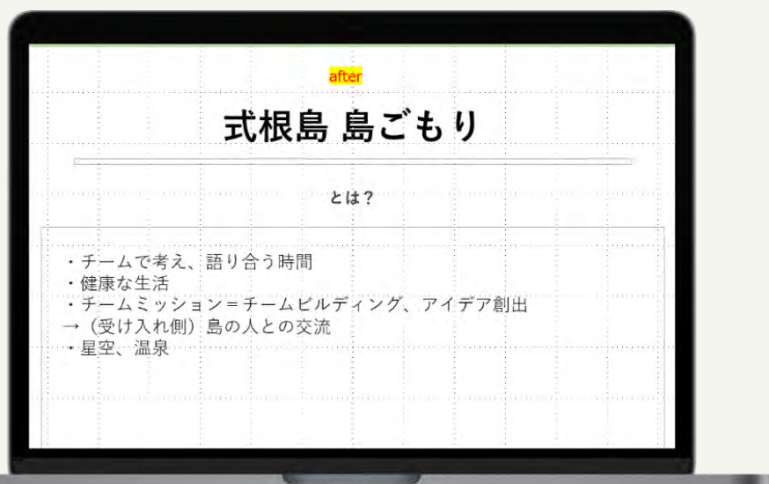 after
式根島 島ごもり
とは？
・チームで考え、語り合う時間
・健康な生活
・チームミッション＝チームビルディング、アイデア創出
→（受け入れ側）島の人との交流
・星空、温泉